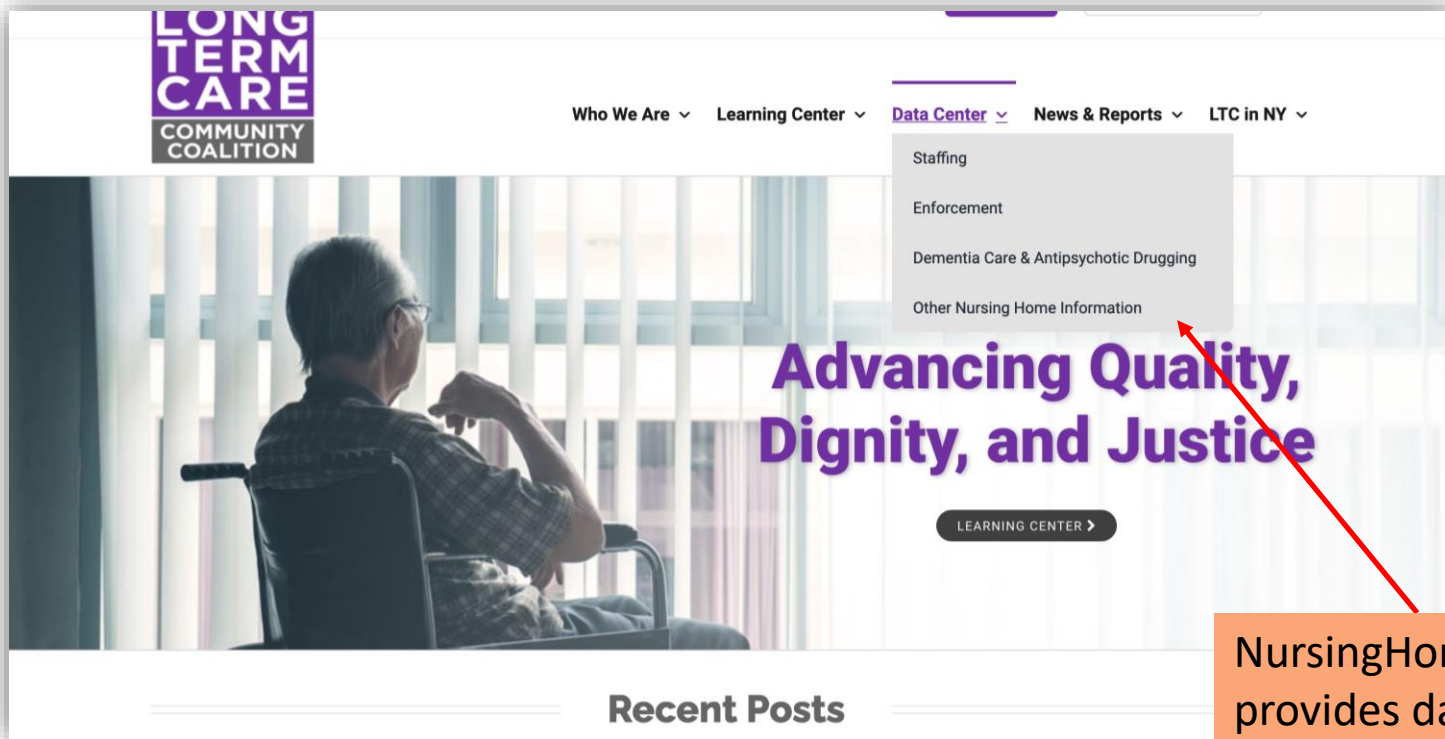 LONG
TERM
CARE
COMMUNITY
COALITION
Who We Are Learning Center Data Center News & Reports LTC in NY
Staffing
Enforcement
Dementia Care & Antipsychotic Drugging
Other Nursing Home Information
Advancing Quality,
Dignity, and Justice
LEARNING CENTER
Recent Posts
provides